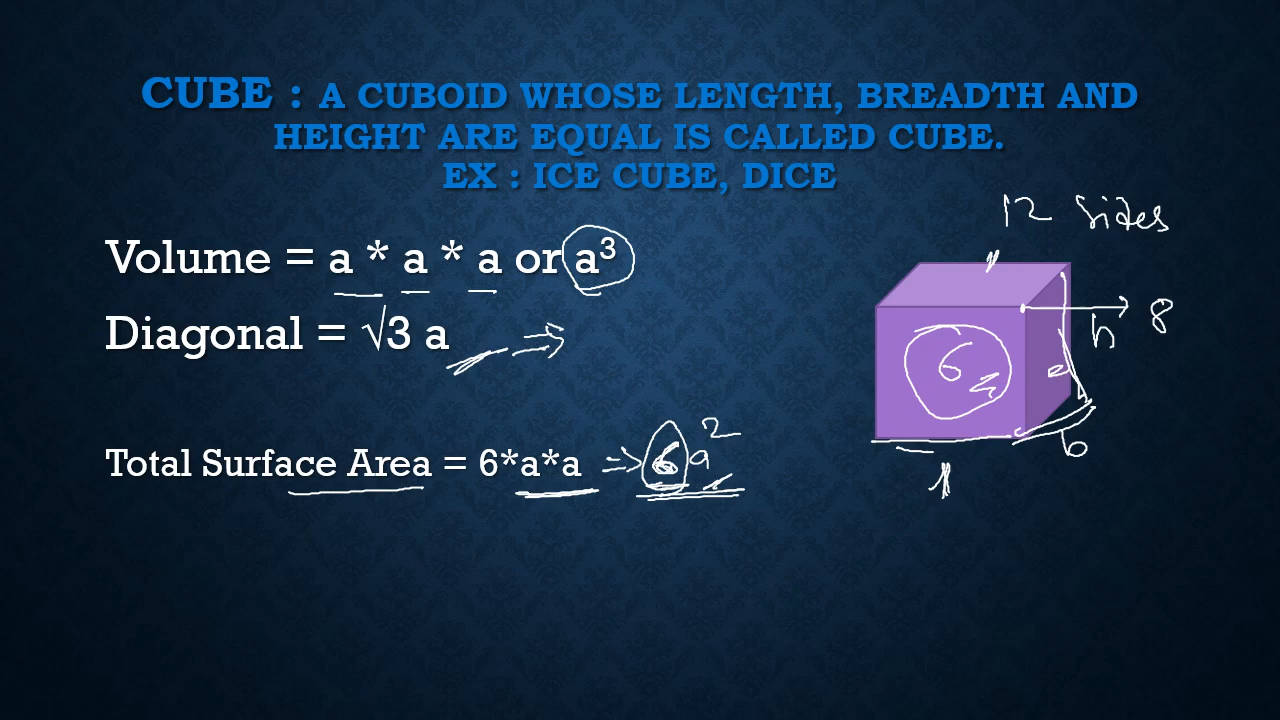 CUBE : A CUBOID WHOSE LENGTH, BREADTH AND
HEIGHT ARE EQUAL IS CALLED CUBE.
EX : ICE CUBE, DICE
12 sides
Volume = a * a * a or a³
Diagonal = √3 a
8
h
6
b
Total Surface Area = 6*a*a => 6a²